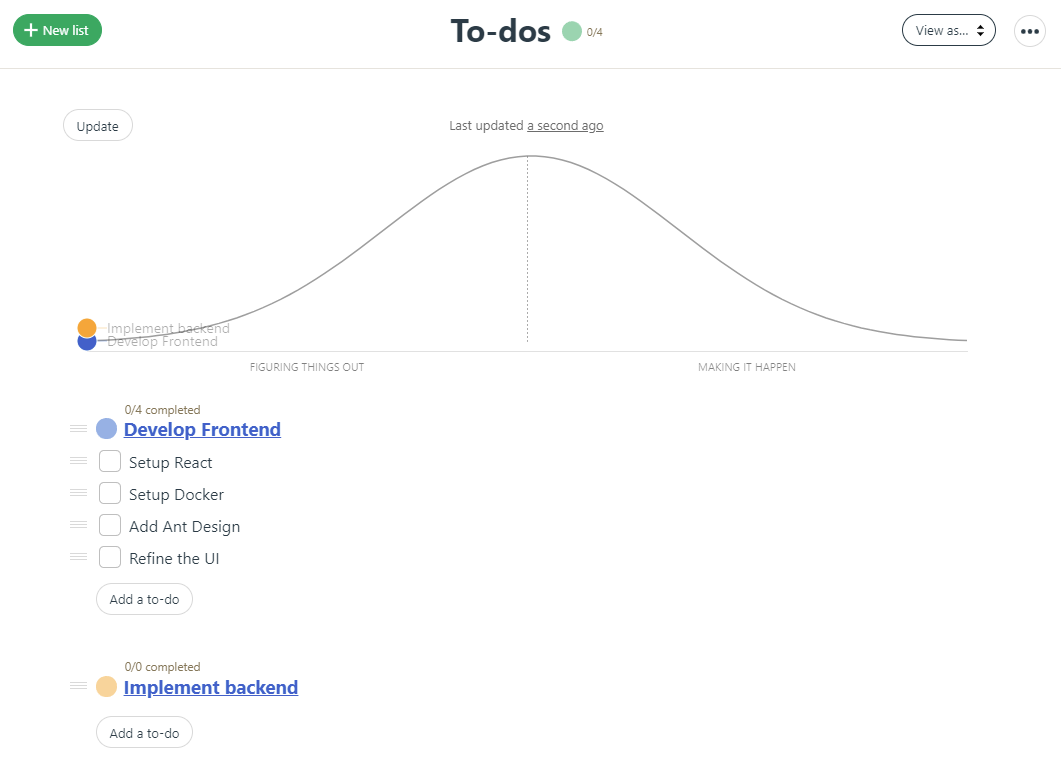 New list
To-dos 0/4
View as...
Update
Last updated a second ago
Implement backend
Develop Frontend
FIGURING THINGS OUT
MAKING IT HAPPEN
0/4 completed
Develop Frontend
Setup React
Setup Docker
Add Ant Design
Refine the UI
Add a to-do
0/0 completed
Implement backend
Add a to-do